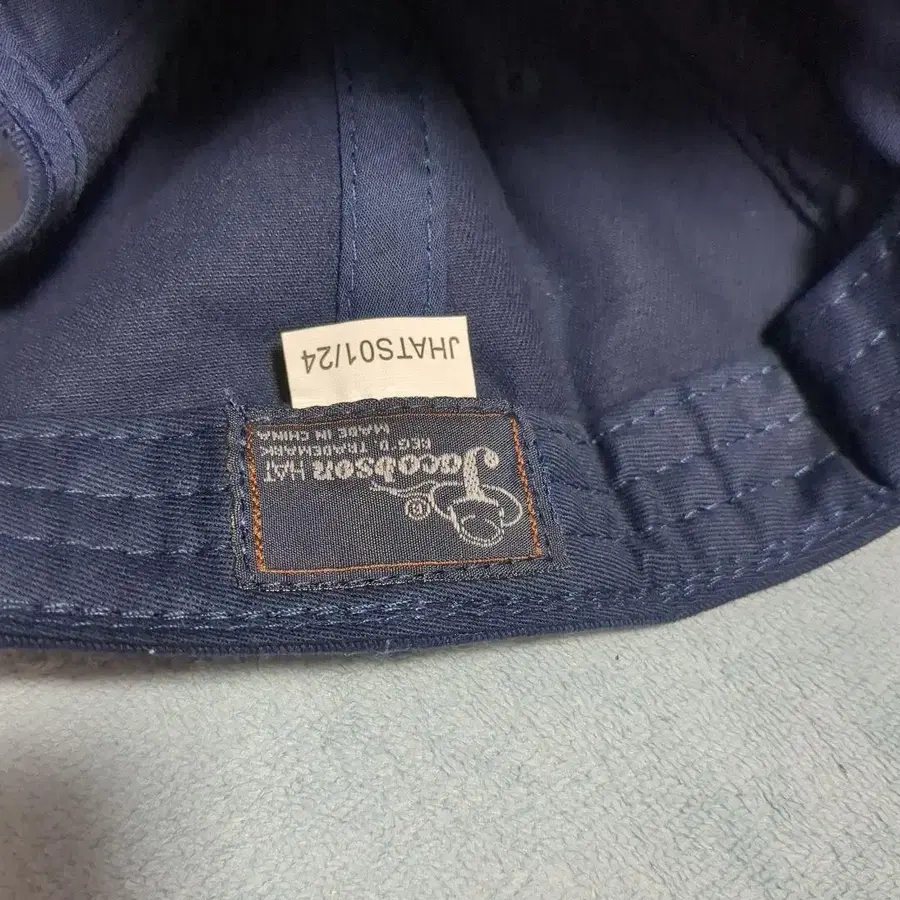 ®
Jacobson HAT
REG'D. TRADEMARK
MADE IN CHINA
JHATS01/24